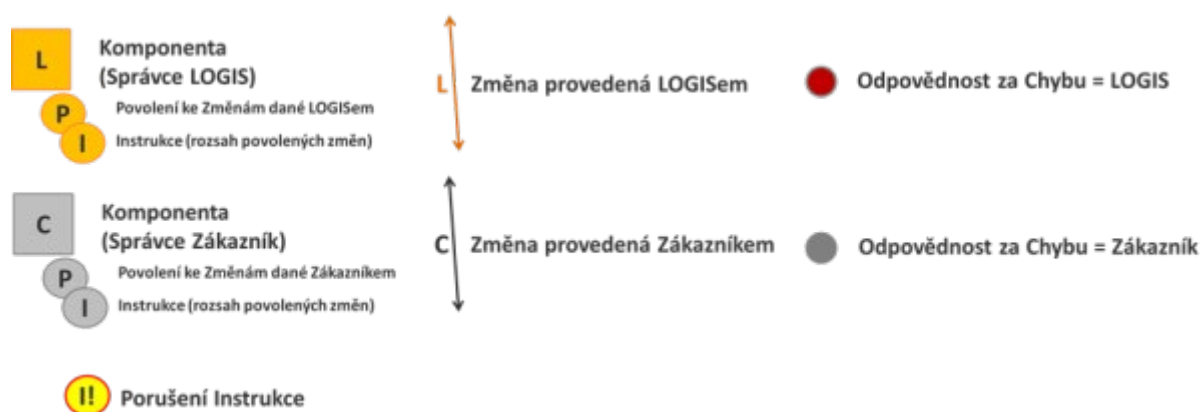 L
Komponenta
(Správce LOGIS)
P
Povolení ke Změnám dané LOGISem
I
Instrukce (rozsah povolených změn)
L
Změna provedená LOGISem
Odpovědnost za Chybu = LOGIS
C
Komponenta
(Správce Zákazník)
P
Povolení ke Změnám dané Zákazníkem
I
Instrukce (rozsah povolených změn)
C
Změna provedená Zákazníkem
Odpovědnost za Chybu = Zákazník
I!
Porušení Instrukce